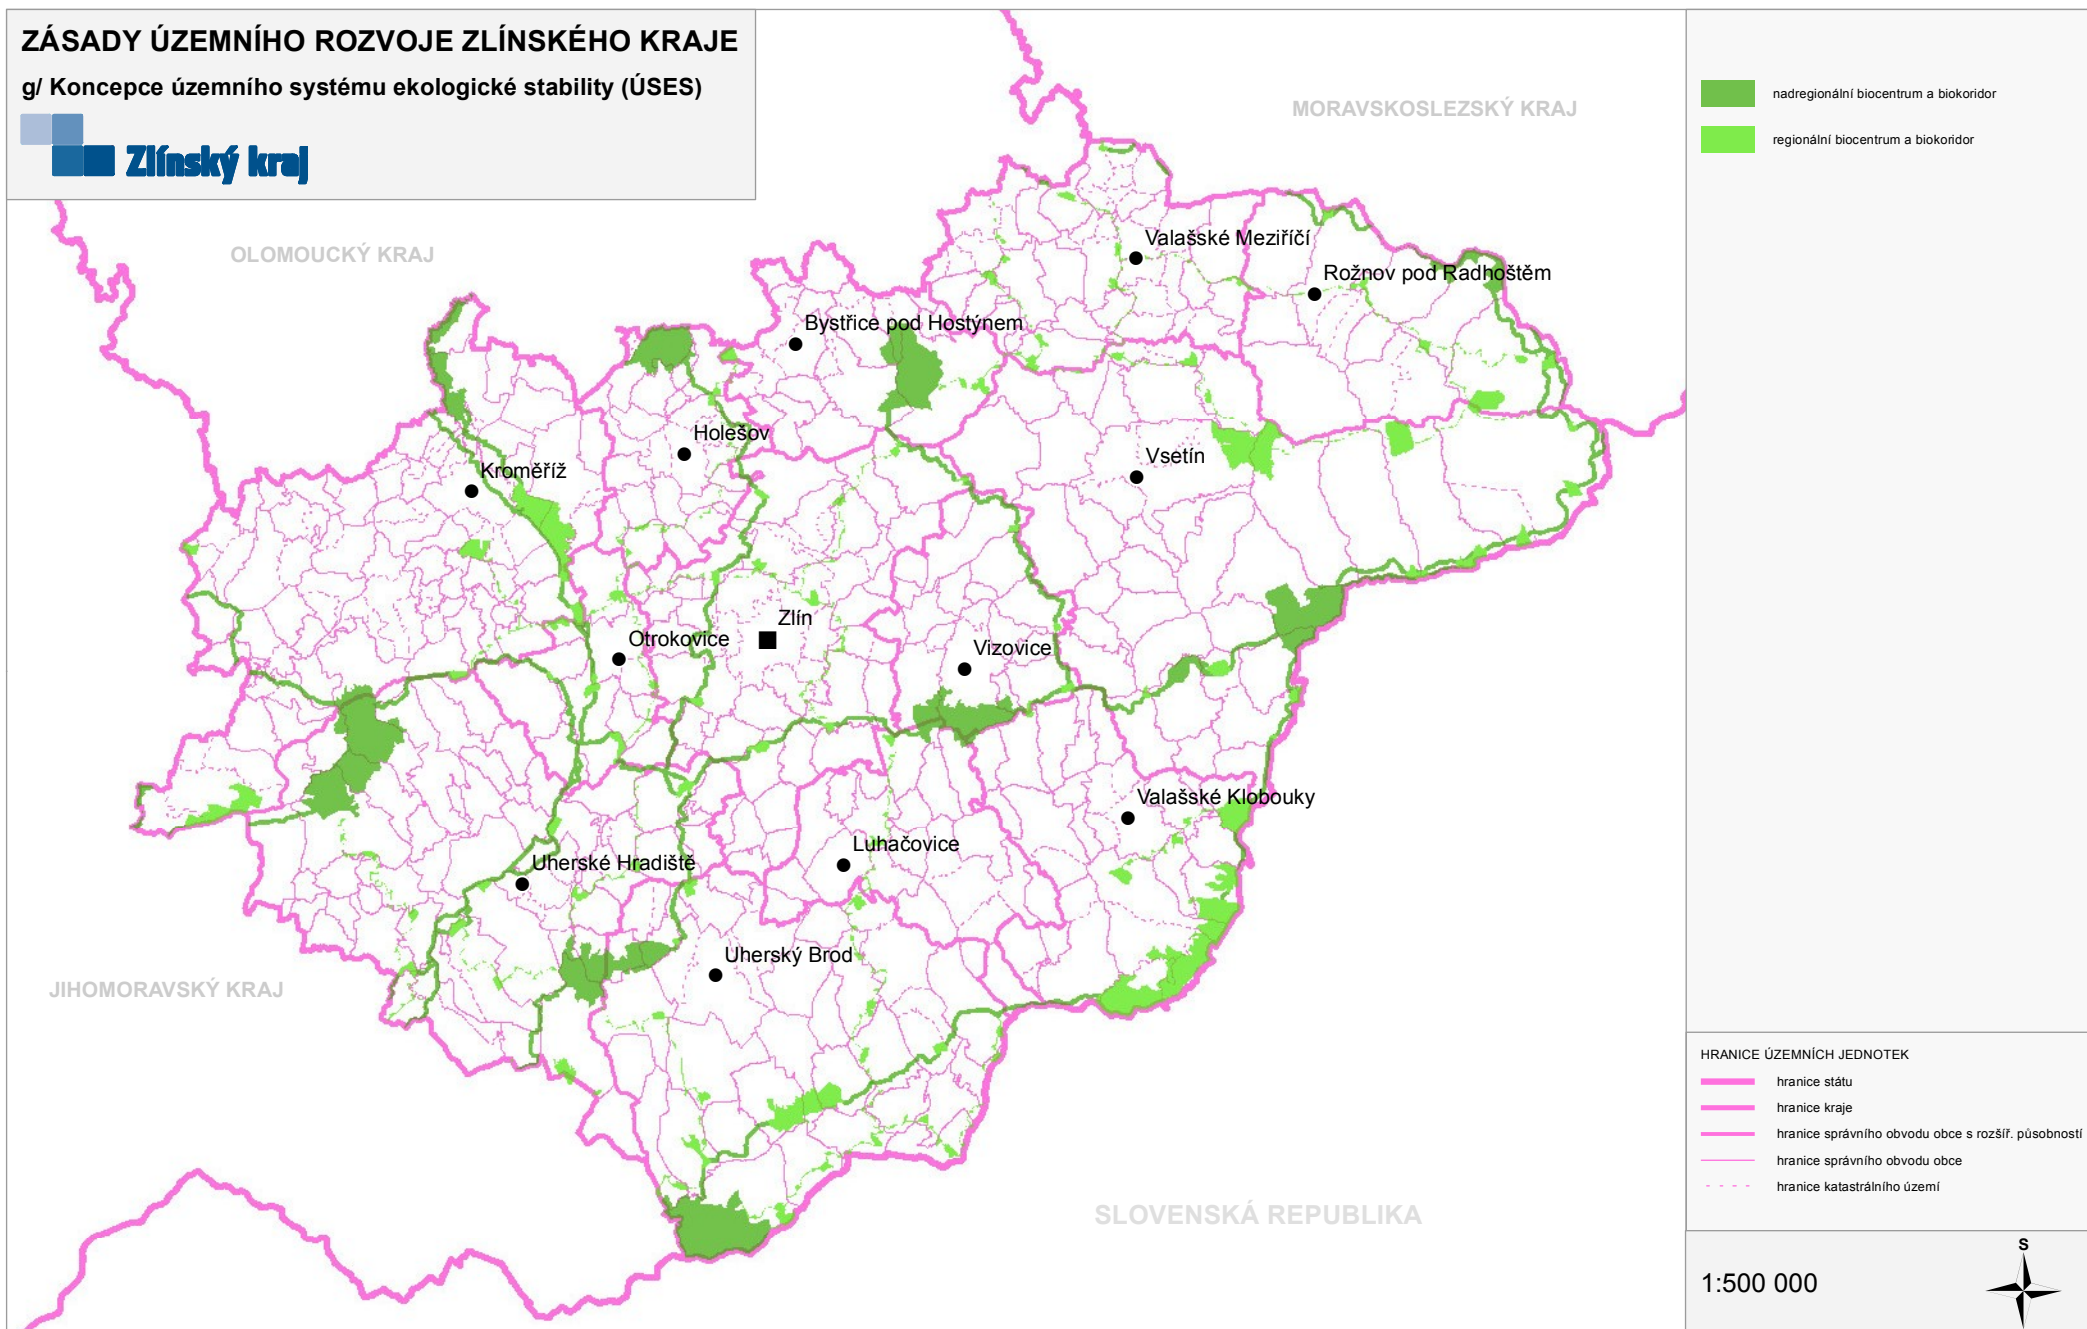 ZÁSADY ÚZEMNÍHO ROZVOJE ZLÍNSKÉHO KRAJE
g/ Koncepce územního systému ekologické stability (ÚSES)
Zlínský kraj
nadregionální biocentrum a biokoridor
regionální biocentrum a biokoridor
MORAVSKOSLEZSKÝ KRAJ
OLOMOUCKÝ KRAJ
Valašské Meziříčí
Rožnov pod Radhoštěm
Bystřice pod Hostýnem
Holešov
Kroměříž
Vsetín
Zlín
Otrokovice
Vizovice
Valašské Klobouky
Luhačovice
Uherské Hradiště
Uherský Brod
JIHOMORAVSKÝ KRAJ
SLOVENSKÁ REPUBLIKA
HRANICE ÚZEMNÍCH JEDNOTEK
hranice státu
hranice kraje
hranice správního obvodu obce s rozšíř. působností
hranice správního obvodu obce
hranice katastrálního území
1:500 000
S